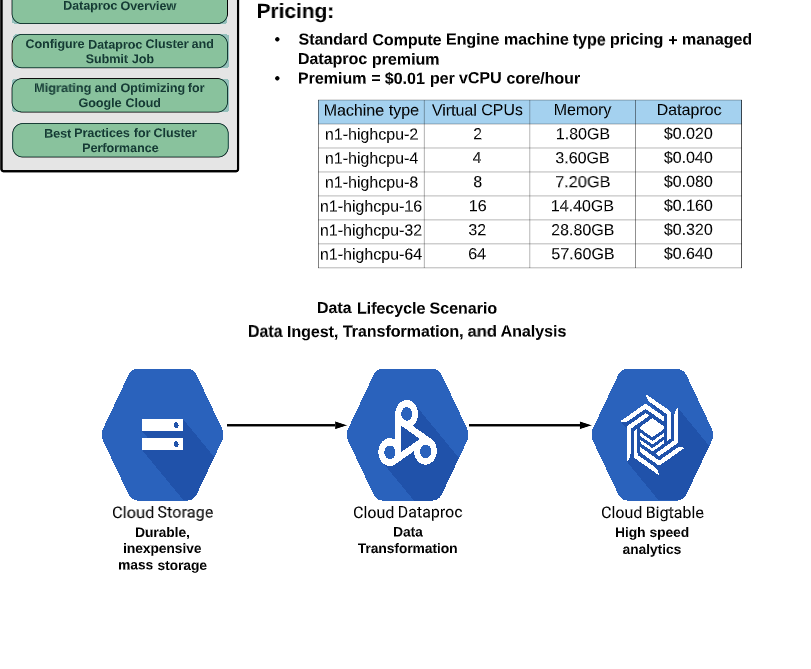 Dataproc Overview
Configure Dataproc Cluster and
Submit Job
Migrating and Optimizing for
Google Cloud
Best Practices for Cluster
Performance
Pricing:
• Standard Compute Engine machine type pricing + managed
Dataproc premium
• Premium = $0.01 per vCPU core/hour
Machine type Virtual CPUs Memory Dataproc
n1-highcpu-2 2 1.80GB $0.020
n1-highcpu-4 4 3.60GB $0.040
n1-highcpu-8 8 7.20GB $0.080
n1-highcpu-16 16 14.40GB $0.160
n1-highcpu-32 32 28.80GB $0.320
n1-highcpu-64 64 57.60GB $0.640
Data Lifecycle Scenario
Data Ingest, Transformation, and Analysis
Cloud Storage
Durable,
inexpensive
mass storage
Cloud Dataproc
Data
Transformation
Cloud Bigtable
High speed
analytics